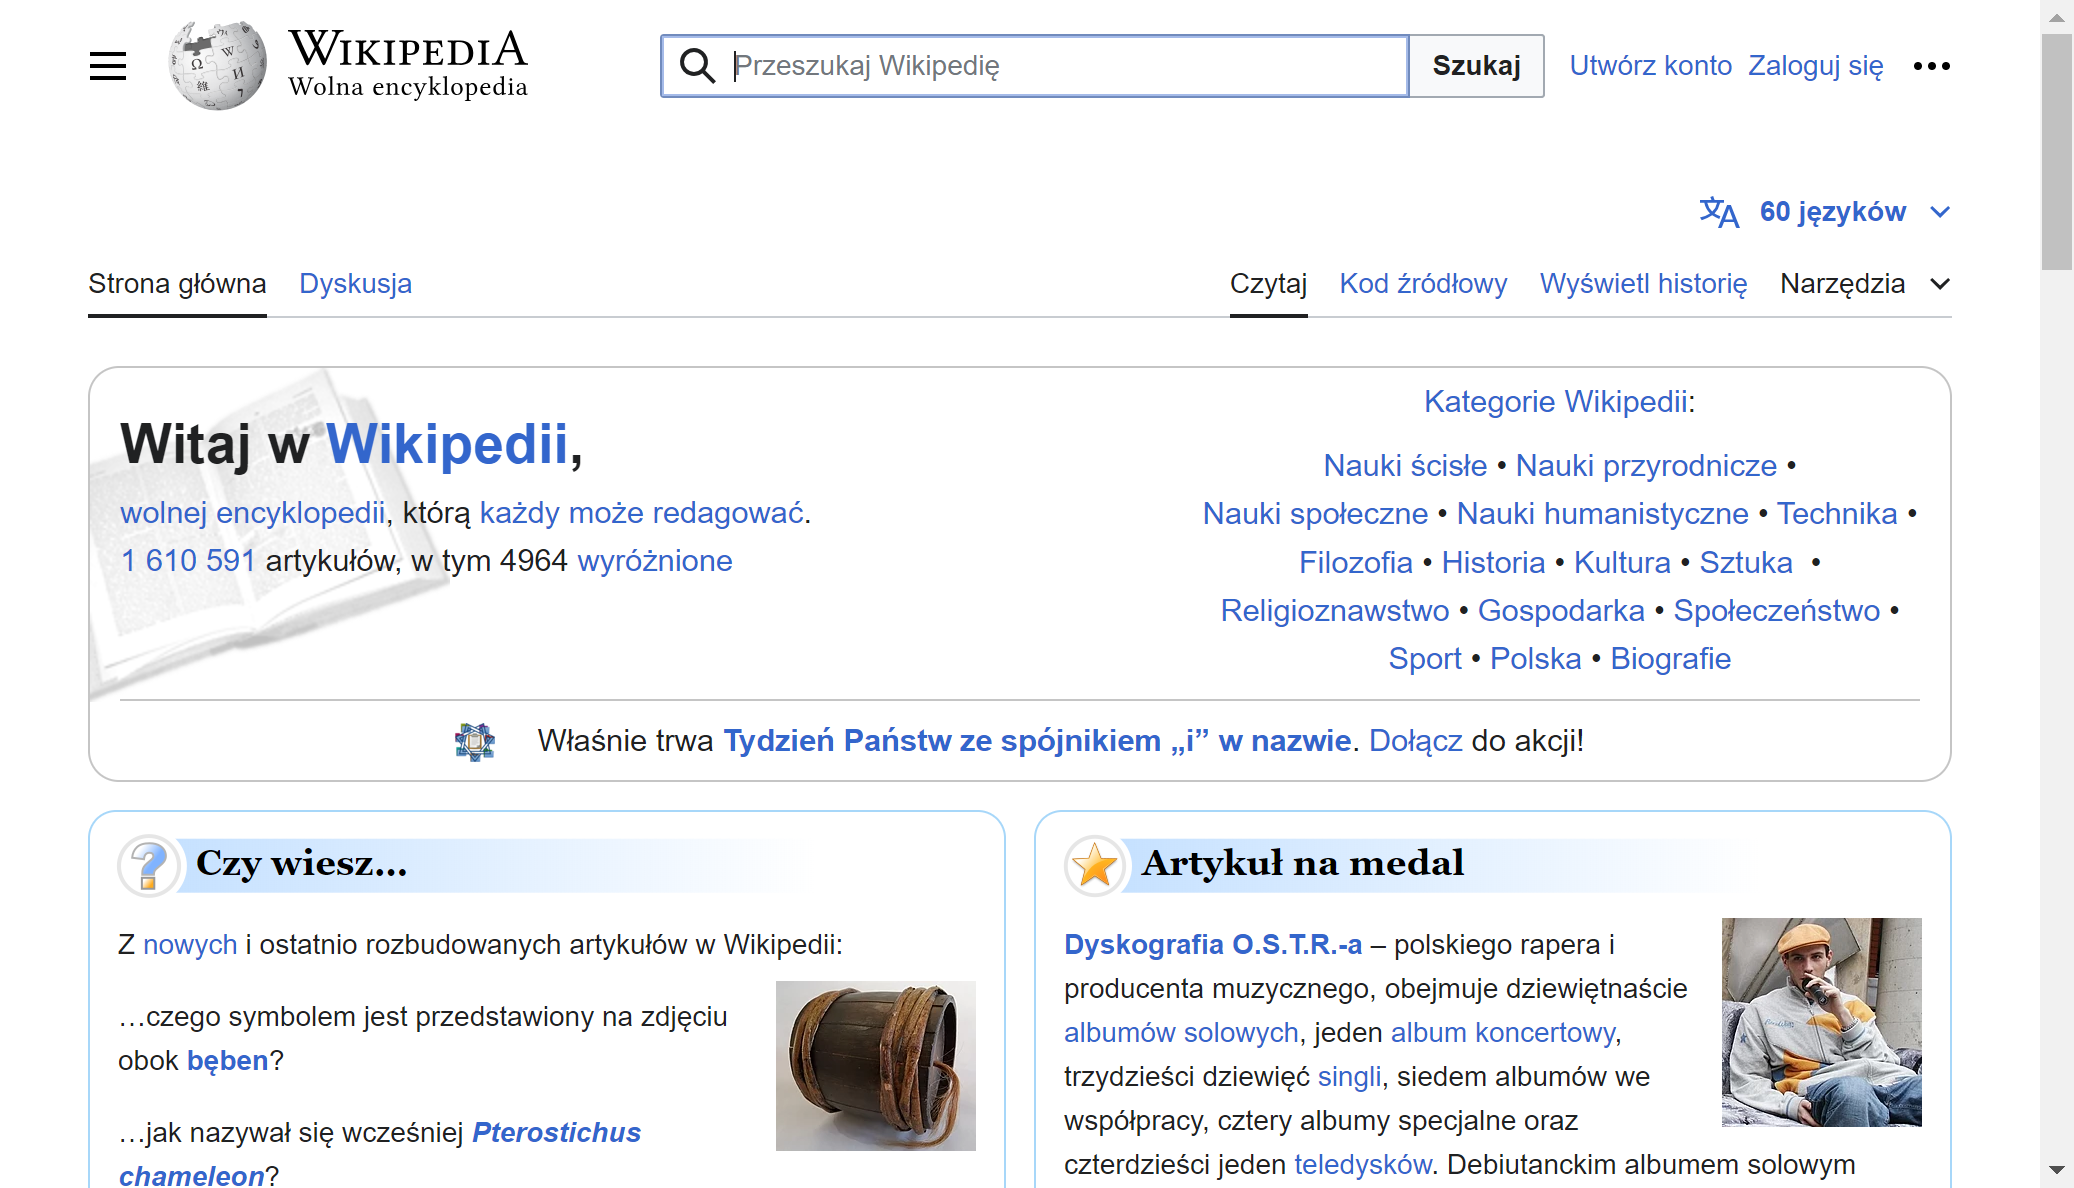 WIKIPEDIA
Wolna encyklopedia
Przeszukaj Wikipedię
Szukaj
Utwórz konto Zaloguj się
60 języków
Strona główna Dyskusja
Czytaj Kod źródłowy Wyświetl historię Narzędzia
Witaj w Wikipedii,
wolnej encyklopedii, którą każdy może redagować.
1 610 591 artykułów, w tym 4964 wyróżnione
Kategorie Wikipedii:
Nauki ścisłe • Nauki przyrodnicze •
Nauki społeczne • Nauki humanistyczne • Technika •
Filozofia • Historia • Kultura • Sztuka •
Religioznawstwo • Gospodarka • Społeczeństwo •
Sport • Polska • Biografie
Właśnie trwa Tydzień Państw ze spójnikiem „i” w nazwie. Dołącz do akcji!
Czy wiesz...
Z nowych i ostatnio rozbudowanych artykułów w Wikipedii:
…czego symbolem jest przedstawiony na zdjęciu
obok bęben?
…jak nazywał się wcześniej Pterostichus
chameleon?
Artykuł na medal
Dyskografia O.S.T.R.-a – polskiego rapera i
producenta muzycznego, obejmuje dziewiętnaście
albumów solowych, jeden album koncertowy,
trzydzieści dziewięć singli, siedem albumów we
współpracy, cztery albumy specjalne oraz
czterdzieści jeden teledysków. Debiutanckim albumem solowym